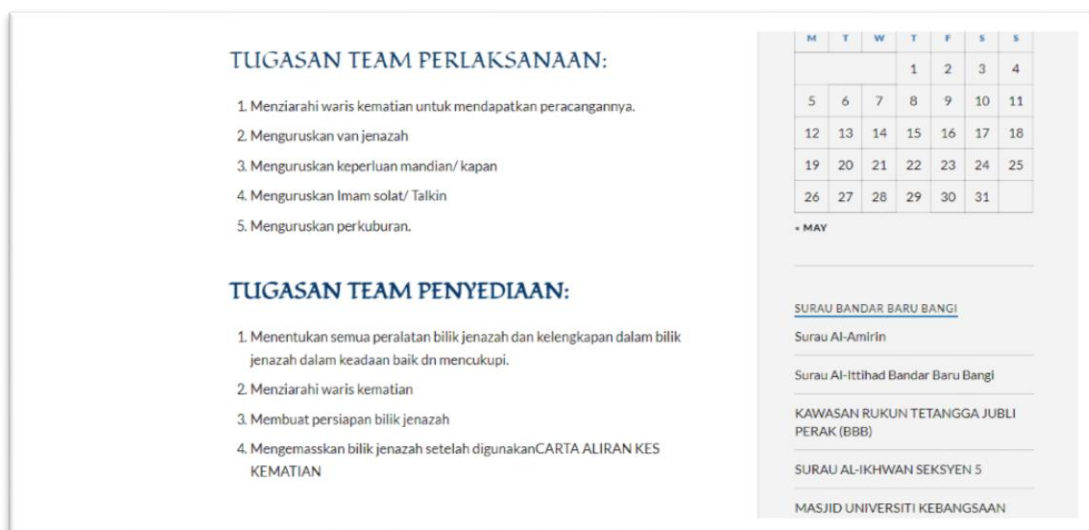 TUGASAN TEAM PERLAKSANAAN:
1. Menziarahi waris kematian untuk mendapatkan peracangannya.
2. Menguruskan van jenazah
3. Menguruskan keperluan mandian/ kapan
4. Menguruskan Imam solat/ Talkin
5. Menguruskan perkuburan.
TUGASAN TEAM PENYEDIAAN:
1. Menentukan semua peralatan bilik jenazah dan kelengkapan dalam bilik
jenazah dalam keadaan baik dn mencukupi.
2. Menziarahi waris kematian
3. Membuat persiapan bilik jenazah
4. Mengemasskan bilik jenazah setelah digunakanCARTA ALIRAN KES
KEMATIAN
M T W T F S S
1 2 3 4
5 6 7 8 9 10 11
12 13 14 15 16 17 18
19 20 21 22 23 24 25
26 27 28 29 30 31
« MAY
SURAU BANDAR BARU BANGI
Surau Al-Amirin
Surau Al-Ittihad Bandar Baru Bangi
KAWASAN RUKUN TETANGGA JUBLI
PERAK (BBB)
SURAU AL-IKHWAN SEKSYEN 5
MASJID UNIVERSITI KEBANGSAAN